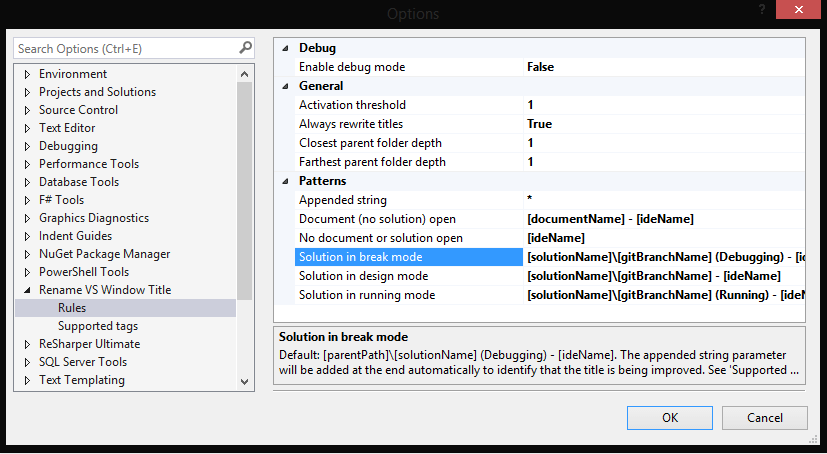 Options
?
Search Options (Ctrl+E)
Environment
Projects and Solutions
Source Control
Text Editor
Debugging
Performance Tools
Database Tools
F# Tools
Graphics Diagnostics
Indent Guides
NuGet Package Manager
PowerShell Tools
Rename VS Window Title
Rules
Supported tags
ReSharper Ultimate
SQL Server Tools
Text Templating
Debug
Enable debug mode False
General
Activation threshold 1
Always rewrite titles True
Closest parent folder depth 1
Farthest parent folder depth 1
Patterns
Appended string *
Document (no solution) open [documentName] - [ideName]
No document or solution open [ideName]
Solution in break mode [solutionName]\[gitBranchName] (Debugging) - [id
Solution in design mode [solutionName]\[gitBranchName] - [ideName]
Solution in running mode [solutionName]\[gitBranchName] (Running) - [ideN
Solution in break mode
Default: [parentPath]\[solutionName] (Debugging) - [ideName]. The appended string parameter
will be added at the end automatically to identify that the title is being improved. See 'Supported ...
OK Cancel